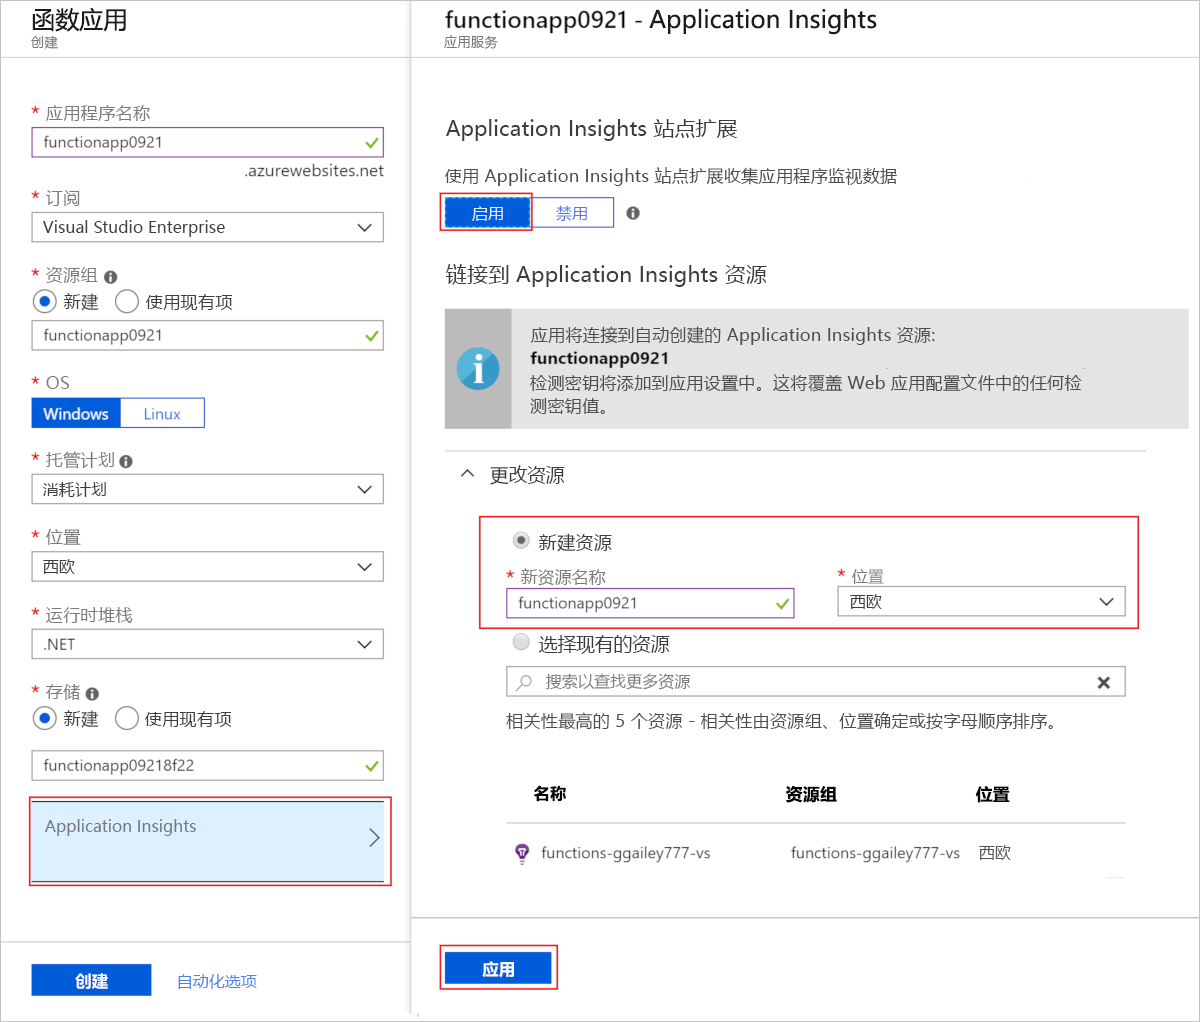 函数应用
创建
* 应用程序名称
functionapp0921
.azurewebsites.net
* 订阅
Visual Studio Enterprise
* 资源组
新建 使用现有项
functionapp0921
* OS
Windows Linux
* 托管计划
消耗计划
* 位置
西欧
* 运行时堆栈
.NET
* 存储
新建 使用现有项
functionapp09218f22
Application Insights
创建 自动化选项
functionapp0921 - Application Insights
应用服务
Application Insights 站点扩展
使用 Application Insights 站点扩展收集应用程序监视数据
启用 禁用
链接到 Application Insights 资源
应用将连接到自动创建的 Application Insights 资源:
functionapp0921
检测密钥将添加到应用设置中。这将覆盖 Web 应用配置文件中的任何检
测密钥值。
更改资源
新建资源
* 新资源名称 * 位置
functionapp0921 西欧
选择现有的资源
搜索以查找更多资源
相关性最高的 5 个资源 - 相关性由资源组、位置确定或按字母顺序排序。
名称 资源组 位置
functions-ggailey777-vs functions-ggailey777-vs 西欧
应用